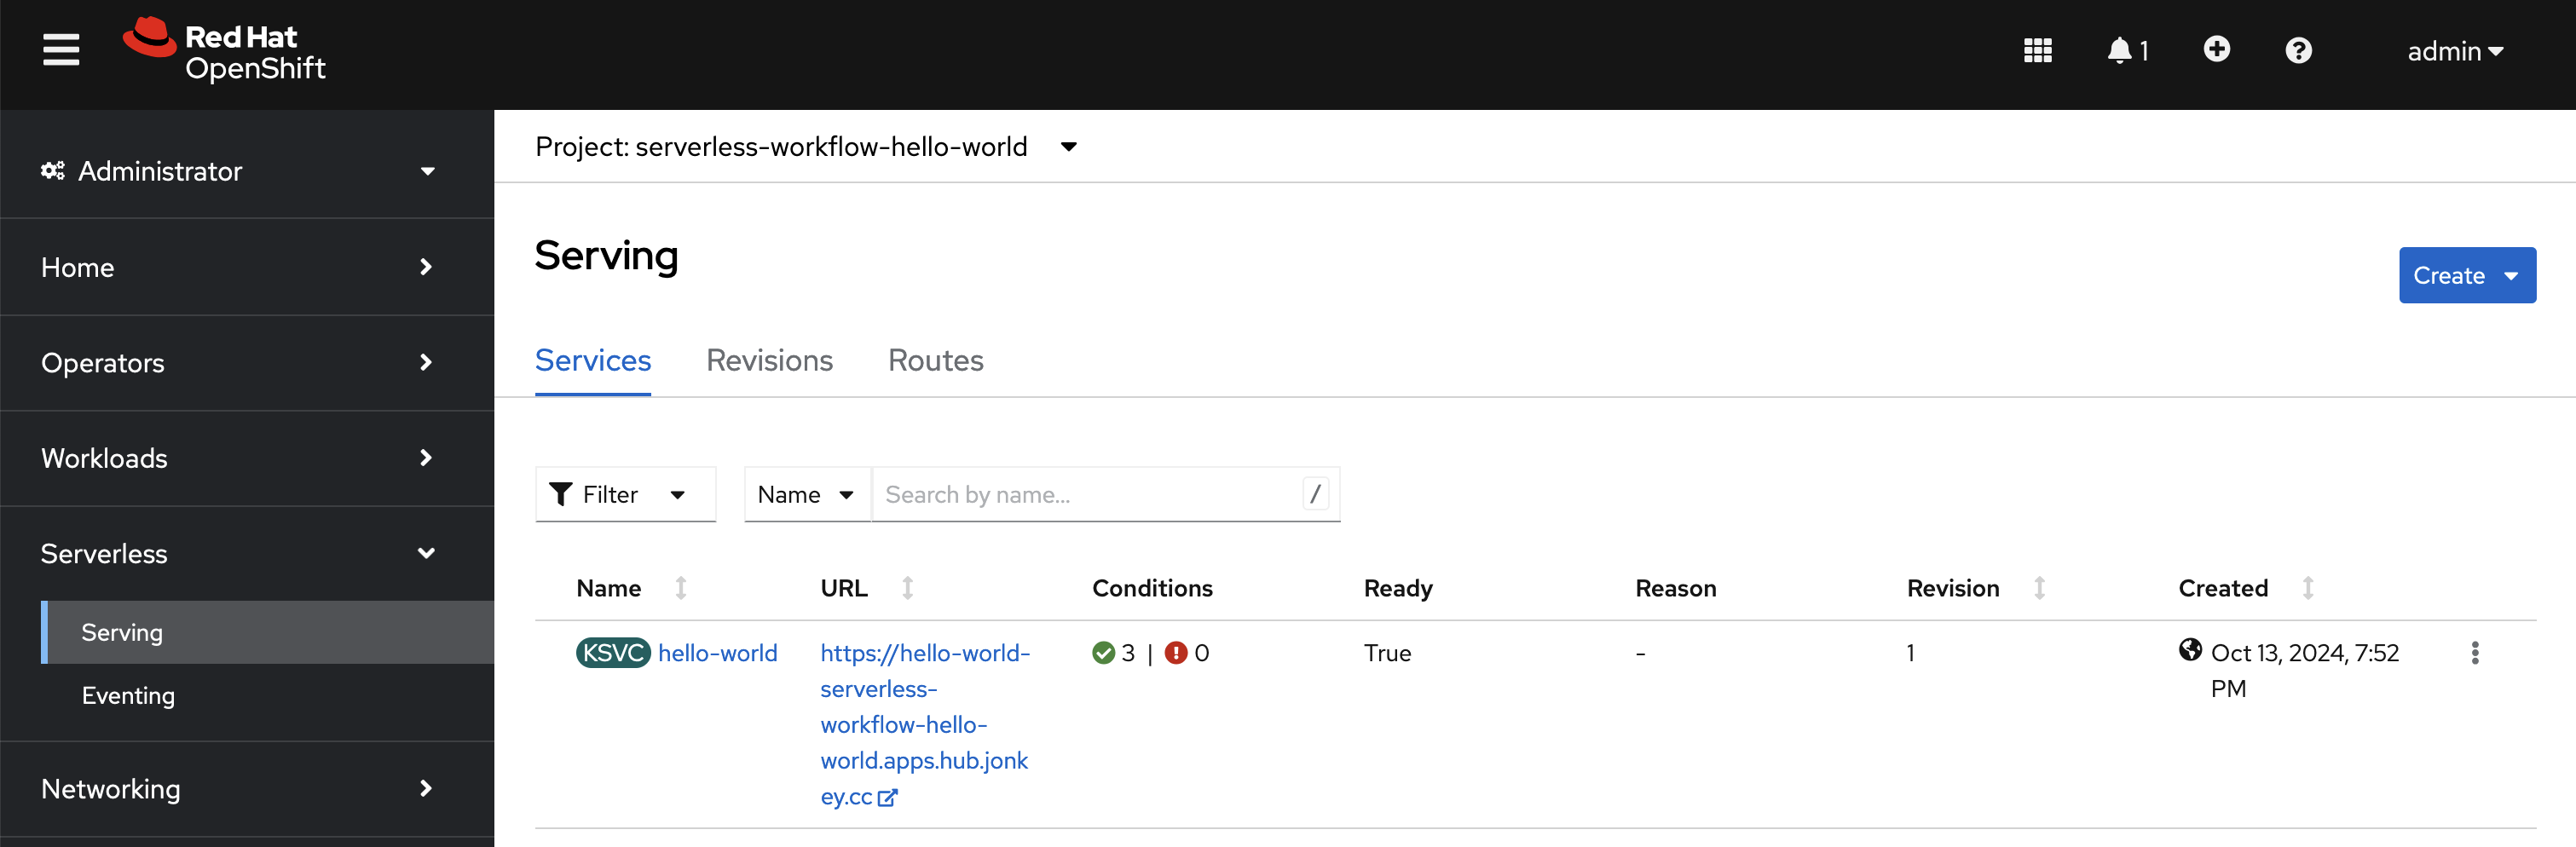 Red Hat
OpenShift
1
admin
Administrator
Home
Operators
Workloads
Serverless
Serving
Eventing
Networking
Project: serverless-workflow-hello-world
Serving
Create
Services Revisions Routes
Filter Name Search by name... /
Name URL Conditions Ready Reason Revision Created
KSVC hello-world https://hello-world- 3 | 0 True - 1 Oct 13, 2024, 7:52
serverless- PM
workflow-hello-
world.apps.hub.jonk
ey.cc